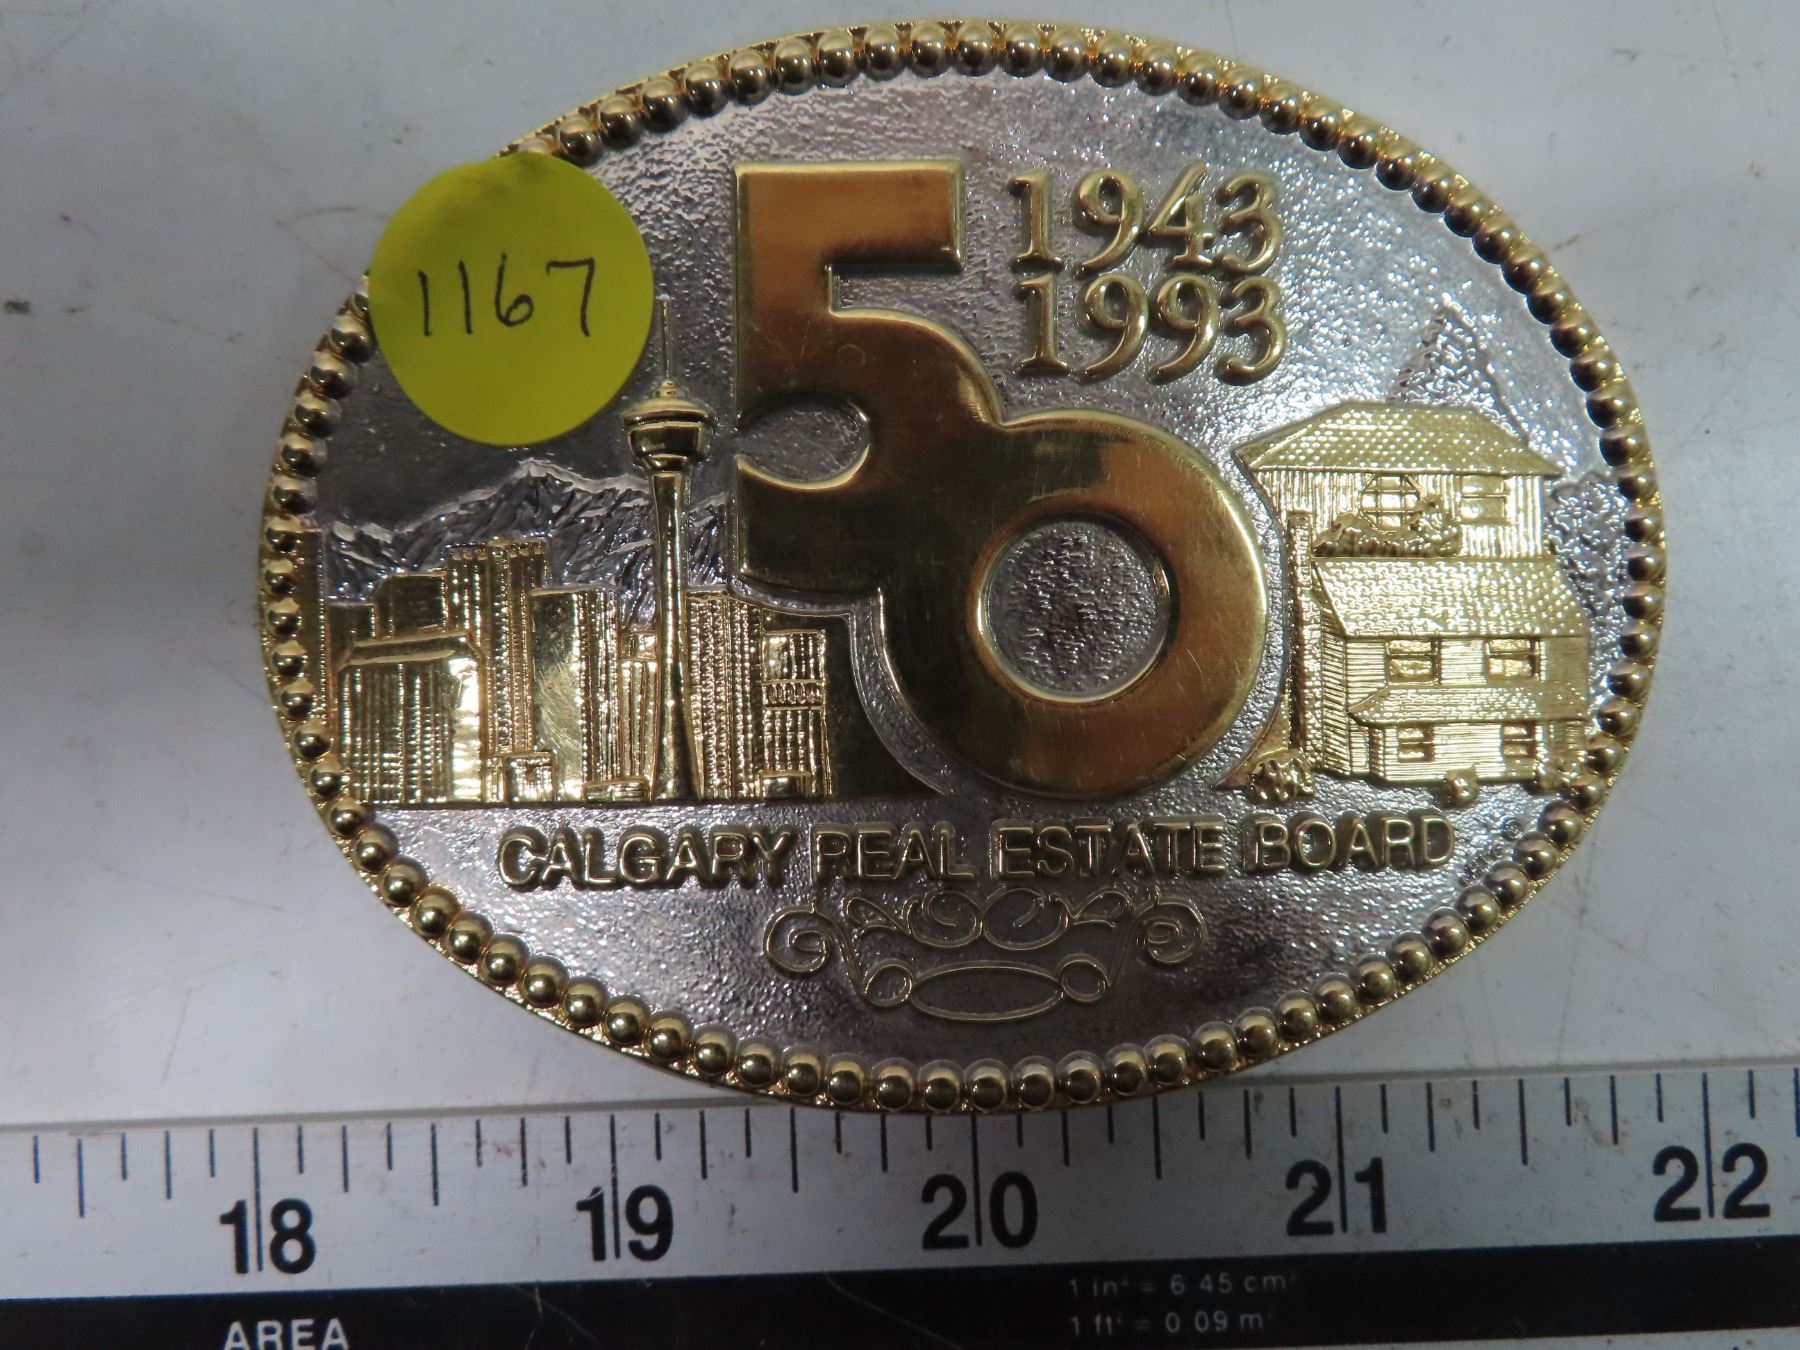 1167
50
1943
1993
CALGARY REAL ESTATE BOARD
18 19 20 21 22
1 in² = 6.45 cm²
1 ft² = 0.09 m²
AREA